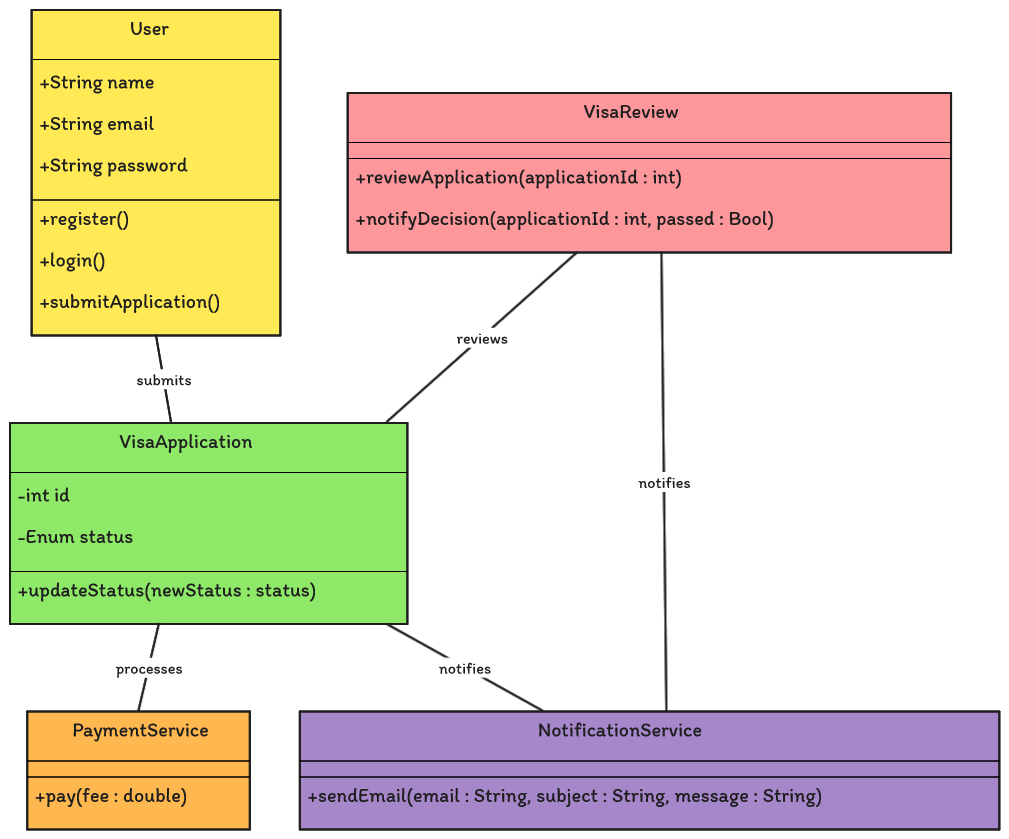 User
+String name
+String email
+String password
+register()
+login()
+submitApplication()
VisaReview
+reviewApplication(applicationId : int)
+notifyDecision(applicationId : int, passed : Bool)
submits
reviews
notifies
VisaApplication
-int id
-Enum status
+updateStatus(newStatus : status)
processes
notifies
PaymentService
+pay(fee : double)
NotificationService
+sendEmail(email : String, subject : String, message : String)